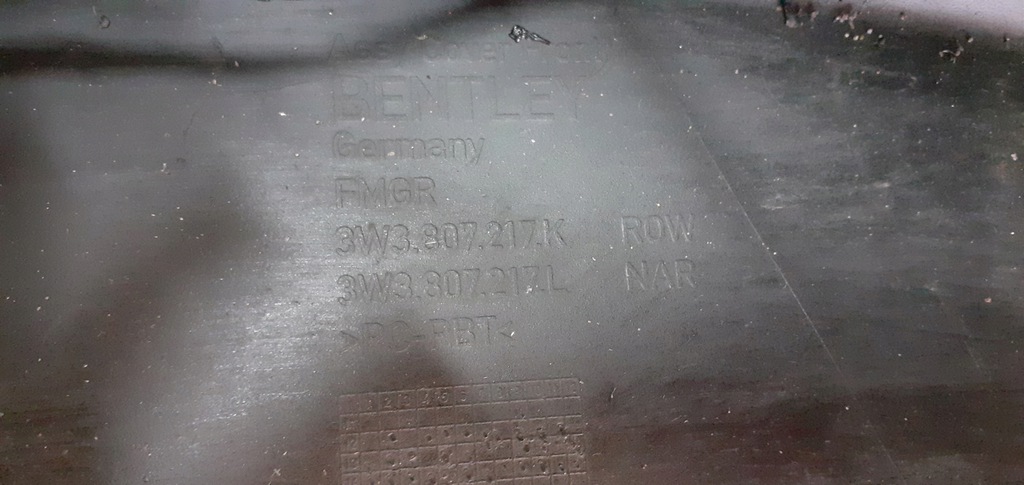 BENTLEY
Germany
FMGR
3W3.807.217.K ROW
3W3.807.217.L NAR
>PC-PBT<